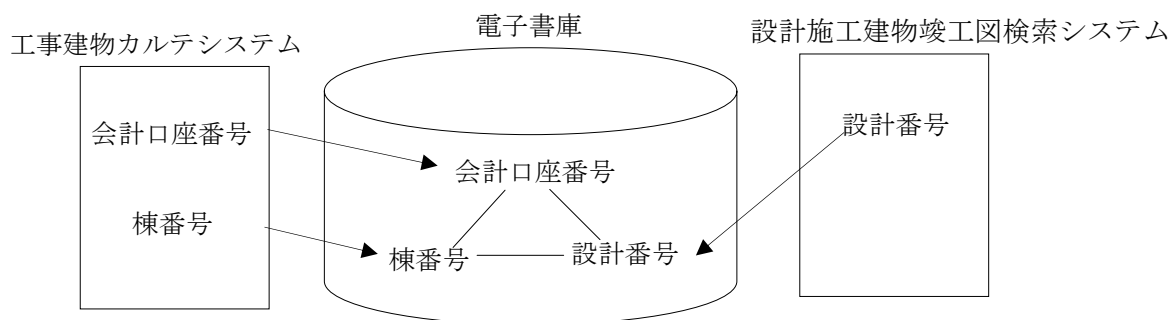 電子書庫
工事建物カルテシステム
設計施工建物竣工図検索システム
会計口座番号
棟番号
会計口座番号
棟番号
設計番号
設計番号